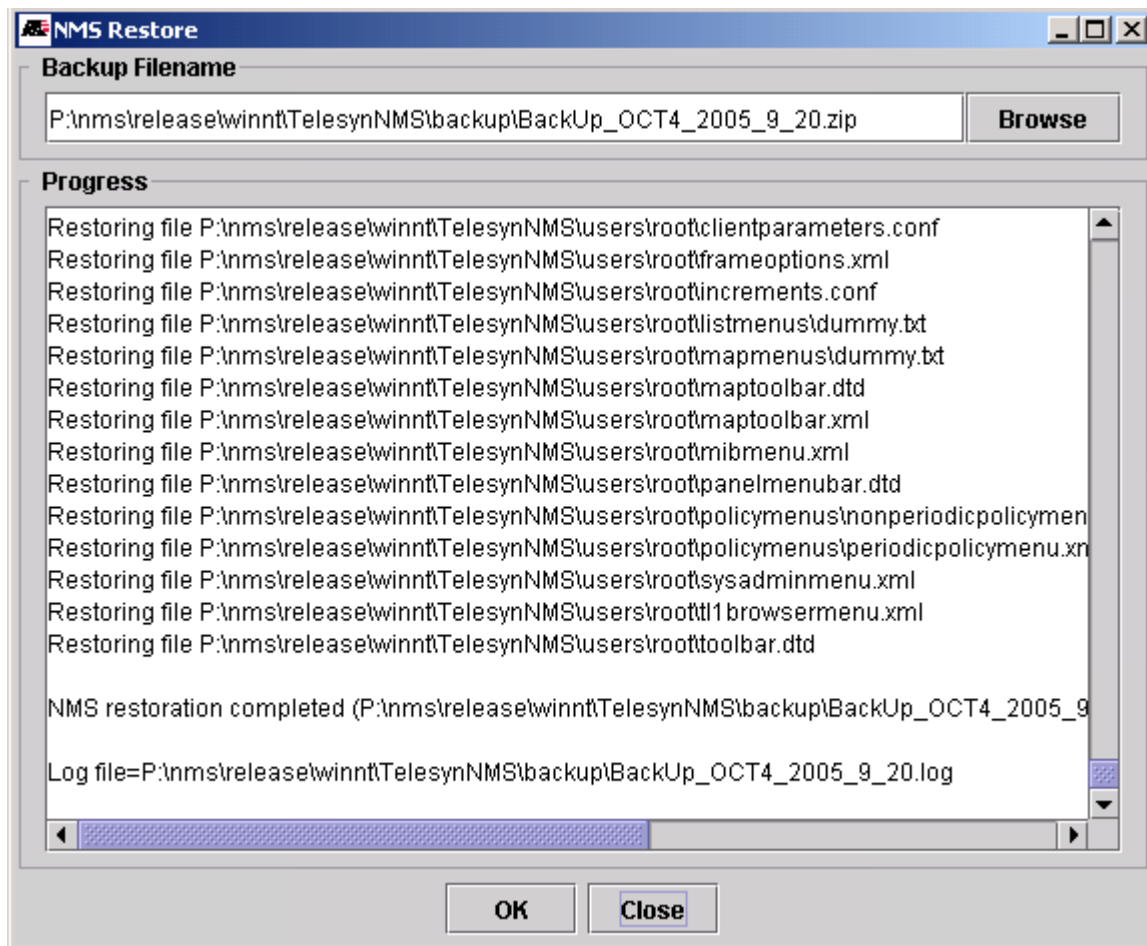 NMS Restore
Backup Filename
P:\nms\release\winnt\TelesynNMS\backup\BackUp_OCT4_2005_9_20.zip
Browse
Progress
Restoring file P:\nms\release\winnt\TelesynNMS\users\root\clientparameters.conf
Restoring file P:\nms\release\winnt\TelesynNMS\users\root\frameoptions.xml
Restoring file P:\nms\release\winnt\TelesynNMS\users\root\increments.conf
Restoring file P:\nms\release\winnt\TelesynNMS\users\root\listmenus\dummy.txt
Restoring file P:\nms\release\winnt\TelesynNMS\users\root\mapmenus\dummy.txt
Restoring file P:\nms\release\winnt\TelesynNMS\users\root\maptoolbar.dtd
Restoring file P:\nms\release\winnt\TelesynNMS\users\root\maptoolbar.xml
Restoring file P:\nms\release\winnt\TelesynNMS\users\root\mibmenu.xml
Restoring file P:\nms\release\winnt\TelesynNMS\users\root\panelmenubar.dtd
Restoring file P:\nms\release\winnt\TelesynNMS\users\root\policymenus\nonperiodicpolicymen
Restoring file P:\nms\release\winnt\TelesynNMS\users\root\policymenus\periodicpolicymenu.xn
Restoring file P:\nms\release\winnt\TelesynNMS\users\root\sysadminmenu.xml
Restoring file P:\nms\release\winnt\TelesynNMS\users\root\tl1browsermenu.xml
Restoring file P:\nms\release\winnt\TelesynNMS\users\root\toolbar.dtd
NMS restoration completed (P:\nms\release\winnt\TelesynNMS\backup\BackUp_OCT4_2005_9
Log file=P:\nms\release\winnt\TelesynNMS\backup\BackUp_OCT4_2005_9_20.log
OK
Close